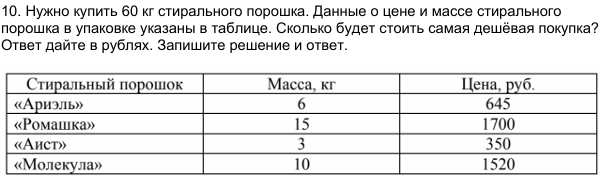 10. Нужно купить 60 кг стирального порошка. Данные о цене и массе стирального
порошка в упаковке указаны в таблице. Сколько будет стоить самая дешёвая покупка?
Ответ дайте в рублях. Запишите решение и ответ.
Стиральный порошок Масса, кг Цена, руб.
«Ариэль» 6 645
«Ромашка» 15 1700
«Аист» 3 350
«Молекула» 10 1520